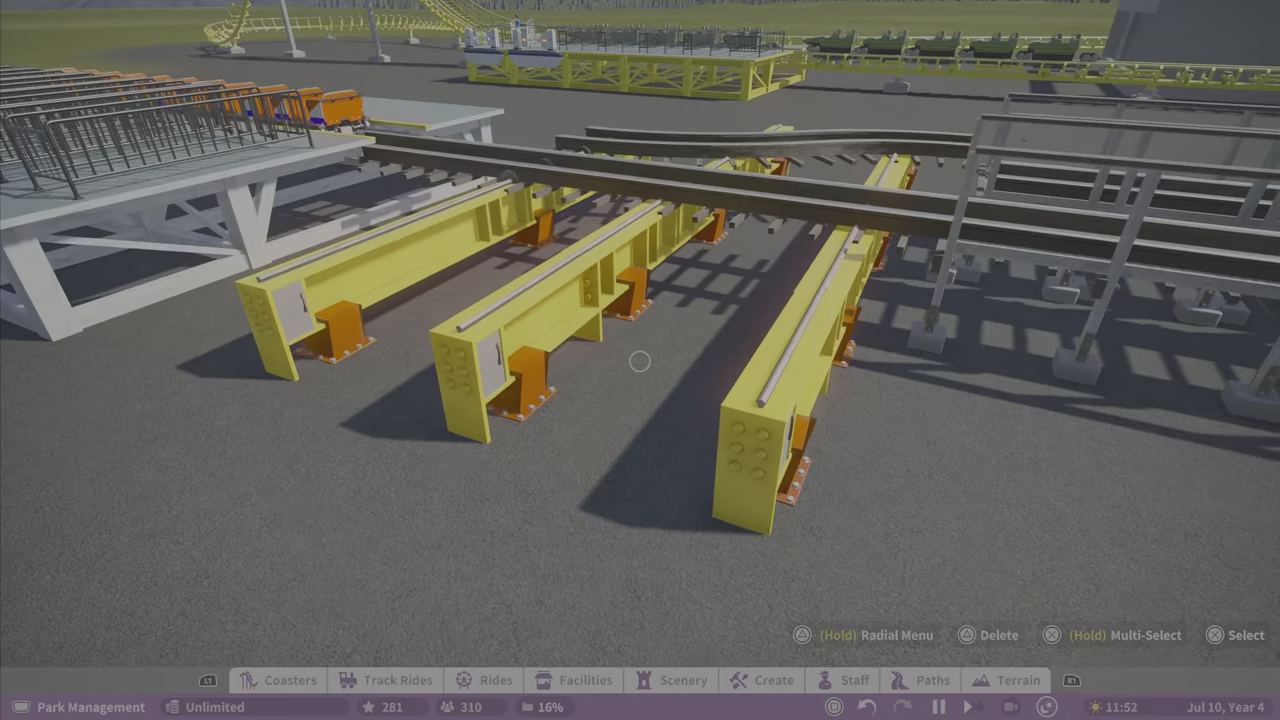 (Hold) Radial Menu Delete (Hold) Multi-Select Select
L1 Coasters Track Rides Rides Facilities Scenery Create Staff Paths Terrain R1
Park Management Unlimited 281 310 16% 11:52 Jul 10, Year 4